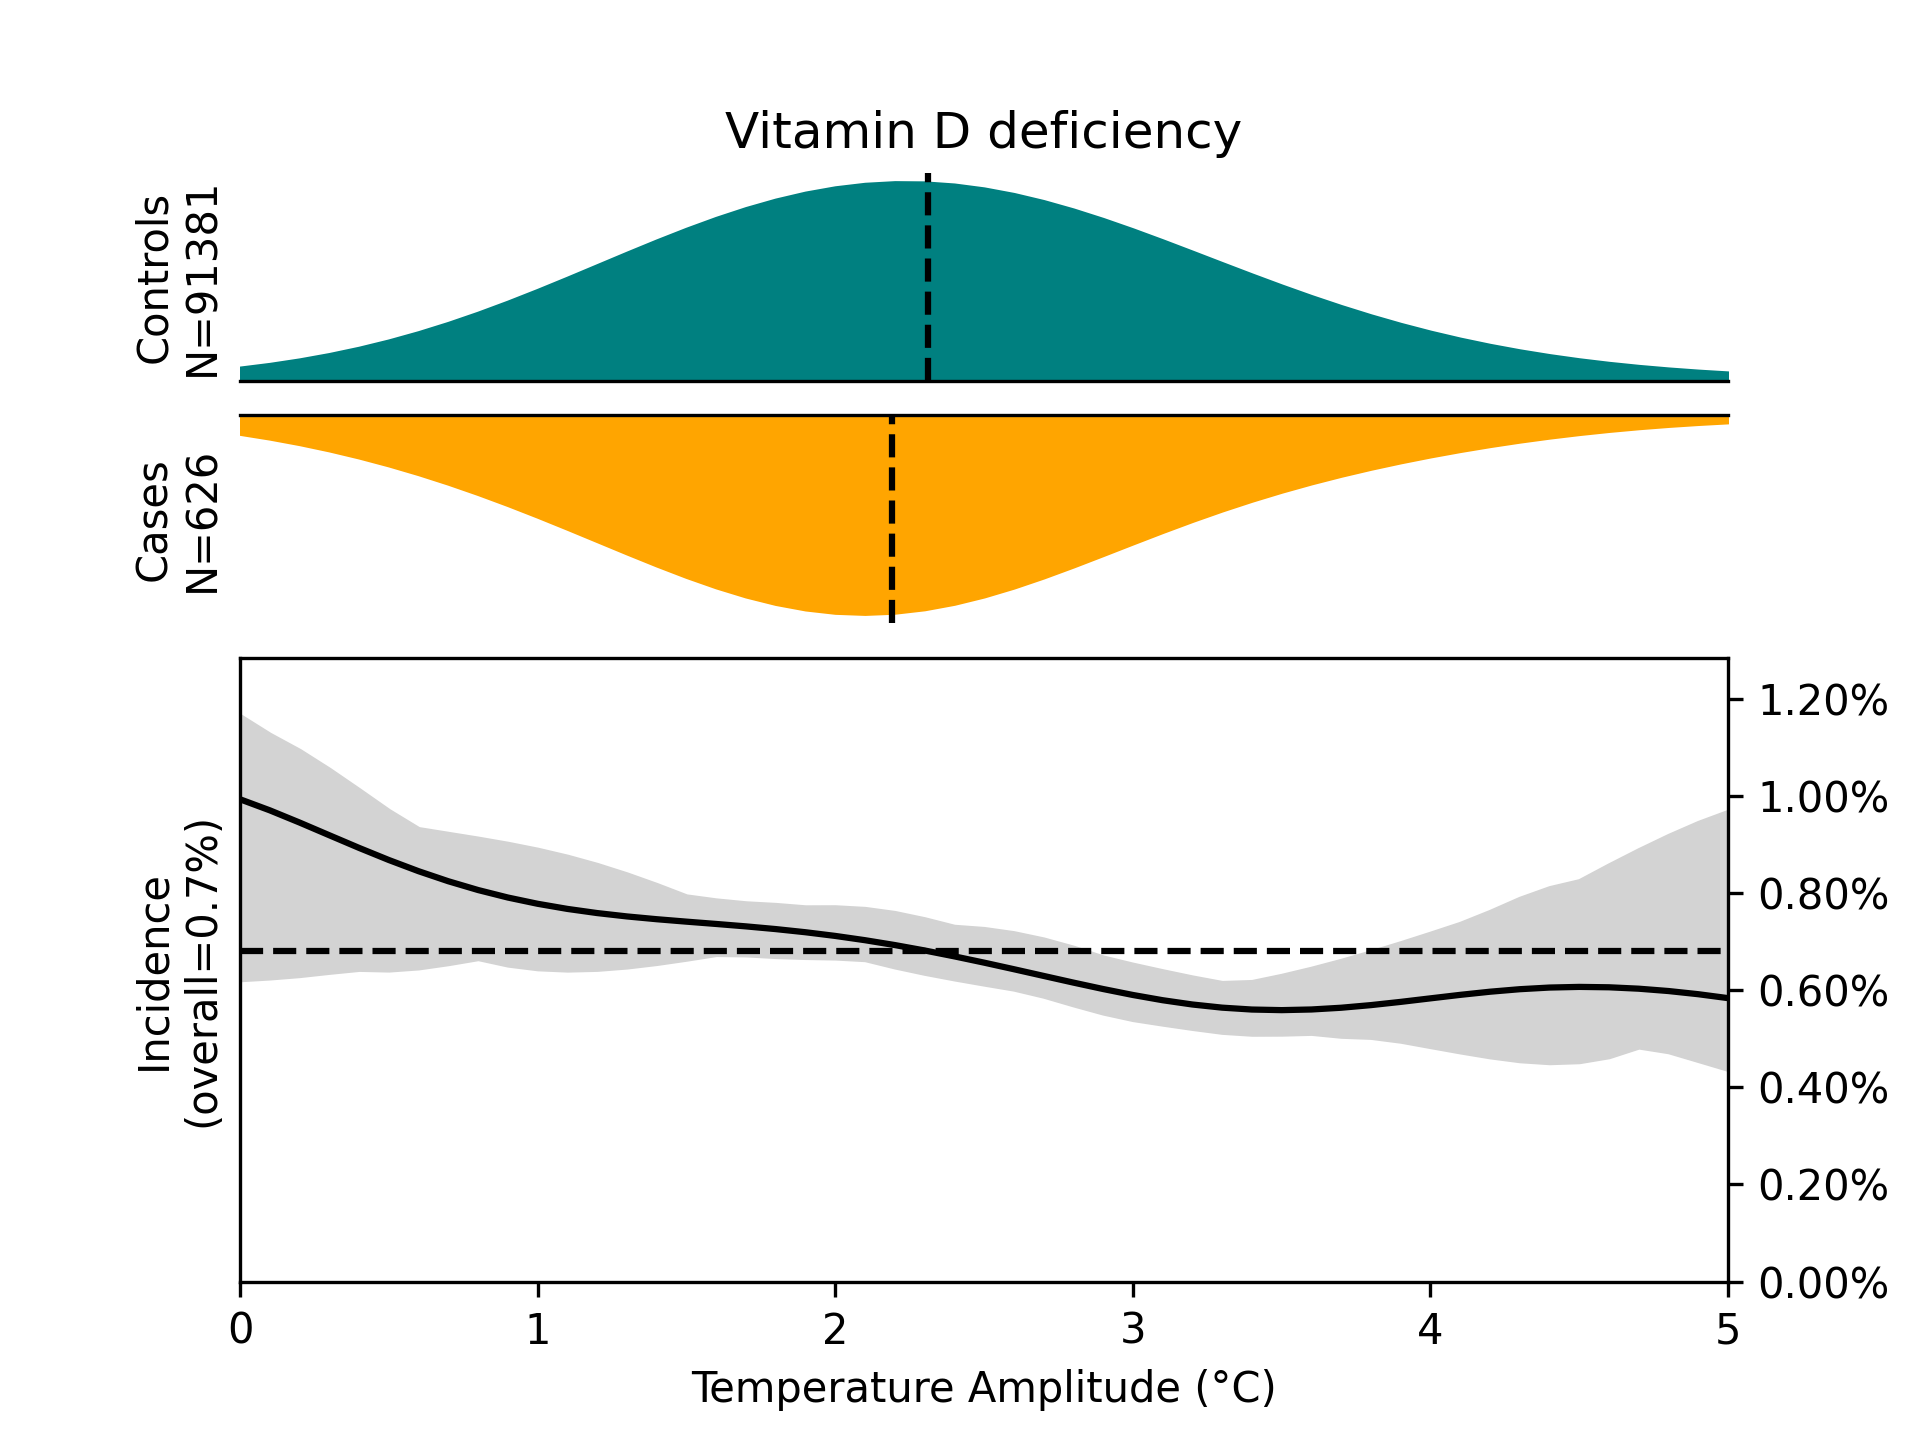 Vitamin D deficiency
Controls
N=91381
Cases
N=626
Incidence
(overall=0.7%)
1.20%
1.00%
0.80%
0.60%
0.40%
0.20%
0.00%
0 1 2 3 4 5
Temperature Amplitude (°C)